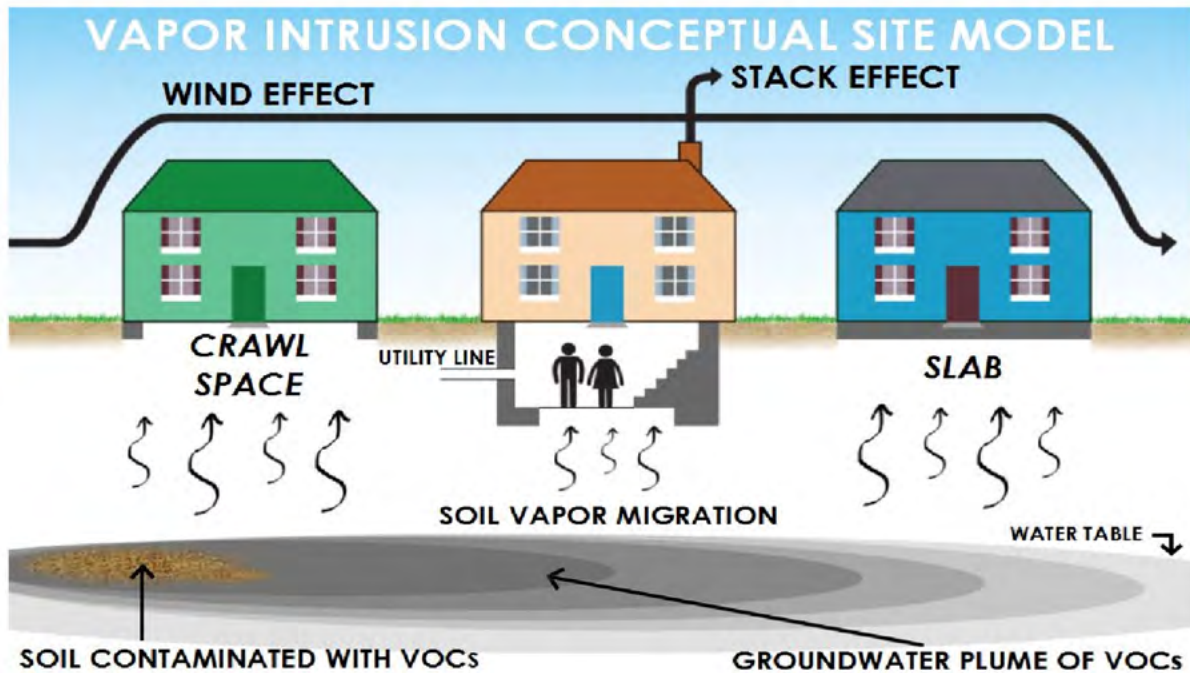 VAPOR INTRUSION CONCEPTUAL SITE MODEL
STACK EFFECT
WIND EFFECT
CRAWL
SPACE
UTILITY LINE
SLAB
SOIL VAPOR MIGRATION
WATER TABLE
SOIL CONTAMINATED WITH VOCs
GROUNDWATER PLUME OF VOCs